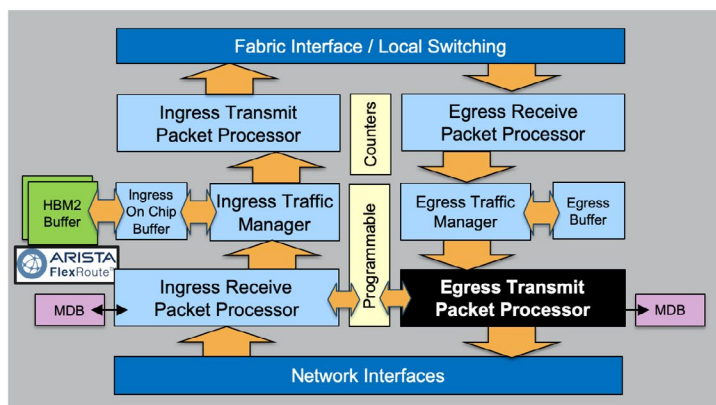 Fabric Interface / Local Switching
Ingress Transmit
Packet Processor
Counters
Egress Receive
Packet Processor
HBM2
Buffer
Ingress
On Chip
Buffer
Ingress Traffic
Manager
Egress Traffic
Manager
Egress
Buffer
ARISTA
FlexRoute™
Programmable
MDB
Ingress Receive
Packet Processor
Egress Transmit
Packet Processor
MDB
Network Interfaces